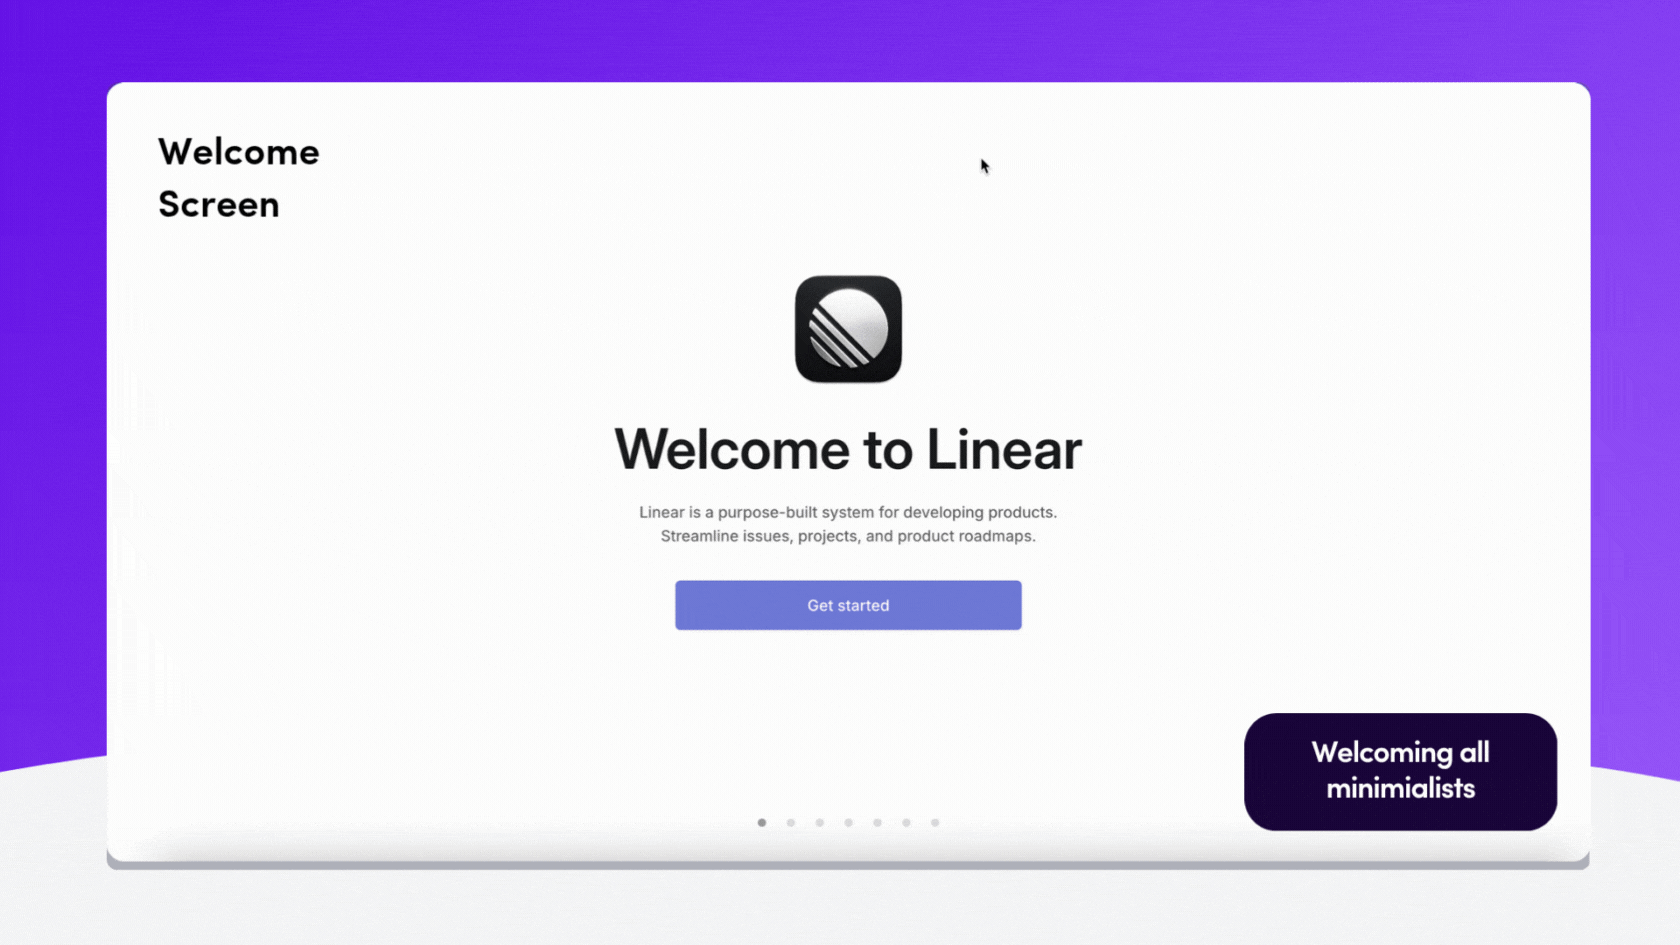 Welcome
Screen
Welcome to Linear
Linear is a purpose-built system for developing products.
Streamline issues, projects, and product roadmaps.
Get started
Welcoming all
minimialists